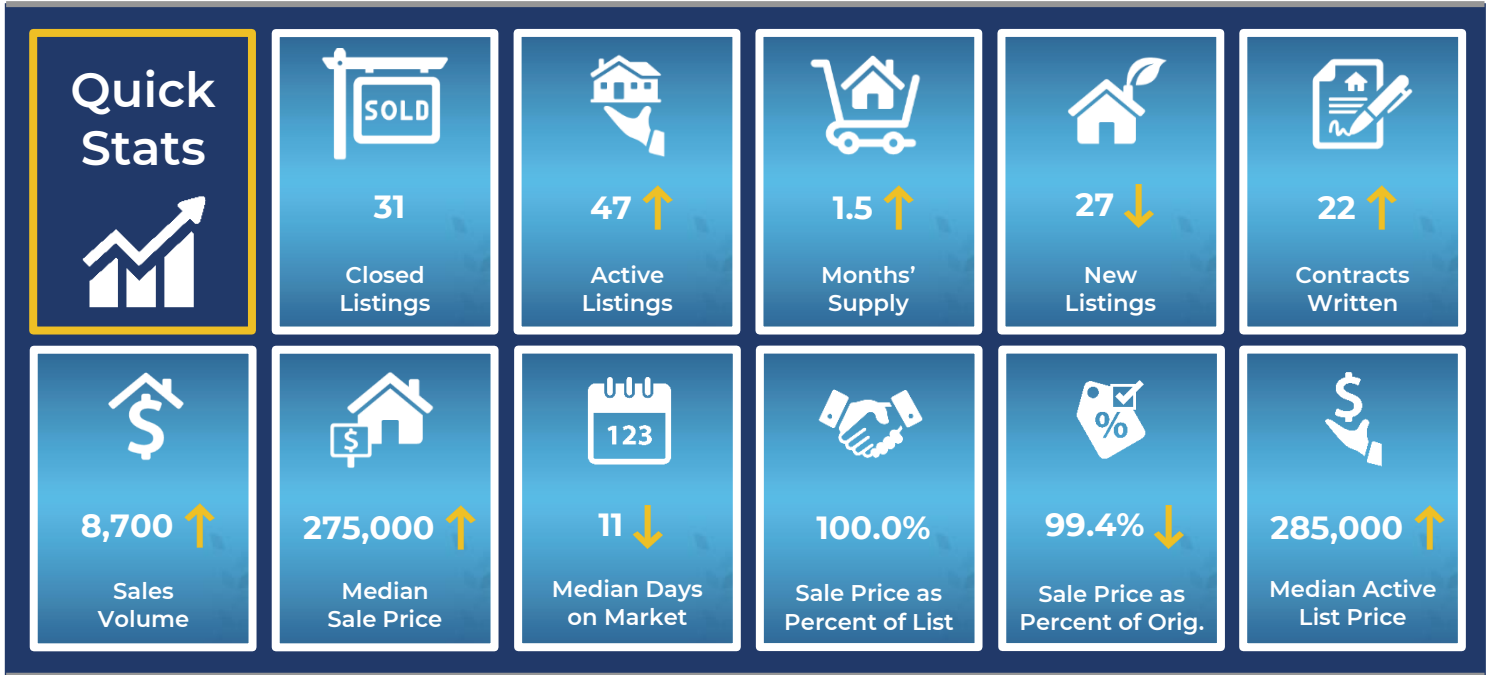 Quick
Stats
SOLD
31
Closed
Listings
47
Active
Listings
1.5
Months’
Supply
27
New
Listings
22
Contracts
Written
$
8,700
Sales
Volume
$
275,000
Median
Sale Price
123
11
Median Days
on Market
100.0%
Sale Price as
Percent of List
%
99.4%
Sale Price as
Percent of Orig.
$
285,000
Median Active
List Price